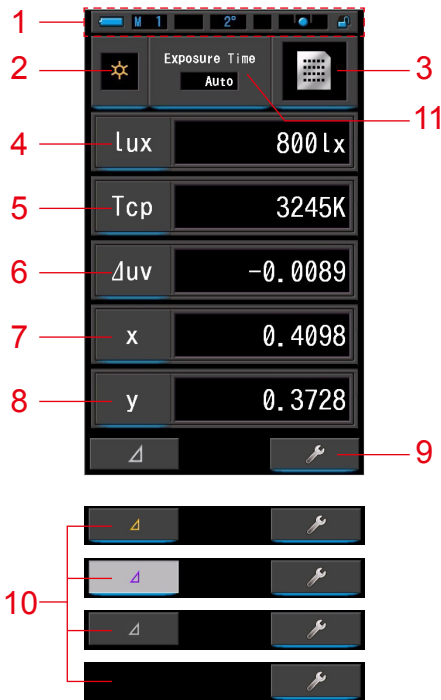 1
M 1 2°
2
Exposure Time
Auto
3
11
4
lux
800lx
5
Tcp
3245K
6
⊿uv
-0.0089
7
x
0.4098
8
y
0.3728
⊿
9
⊿
⊿
10
⊿